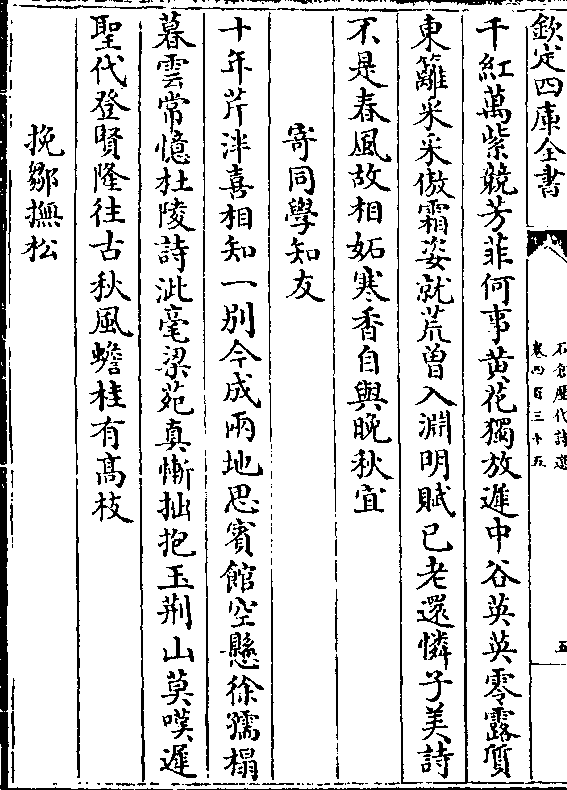 欽定四庫全書
石倉歷代詩選
卷四百三十五
五
千紅萬紫競芳菲何事黄花獨放遲中谷英英零露質
東籬采采傲霜姿就荒曽入淵明賦已老還憐子美詩
不是春風故相妬寒香自與晚秋宜
寄同學知友
十年芹泮喜相知一別今成兩地思賓館空懸徐孺榻
暮雲常憶杜陵詩泚毫梁苑真慚拙抱玉荆山莫嘆遲
聖代登賢隆往古秋風蟾桂有髙枝
挽鄒撫松